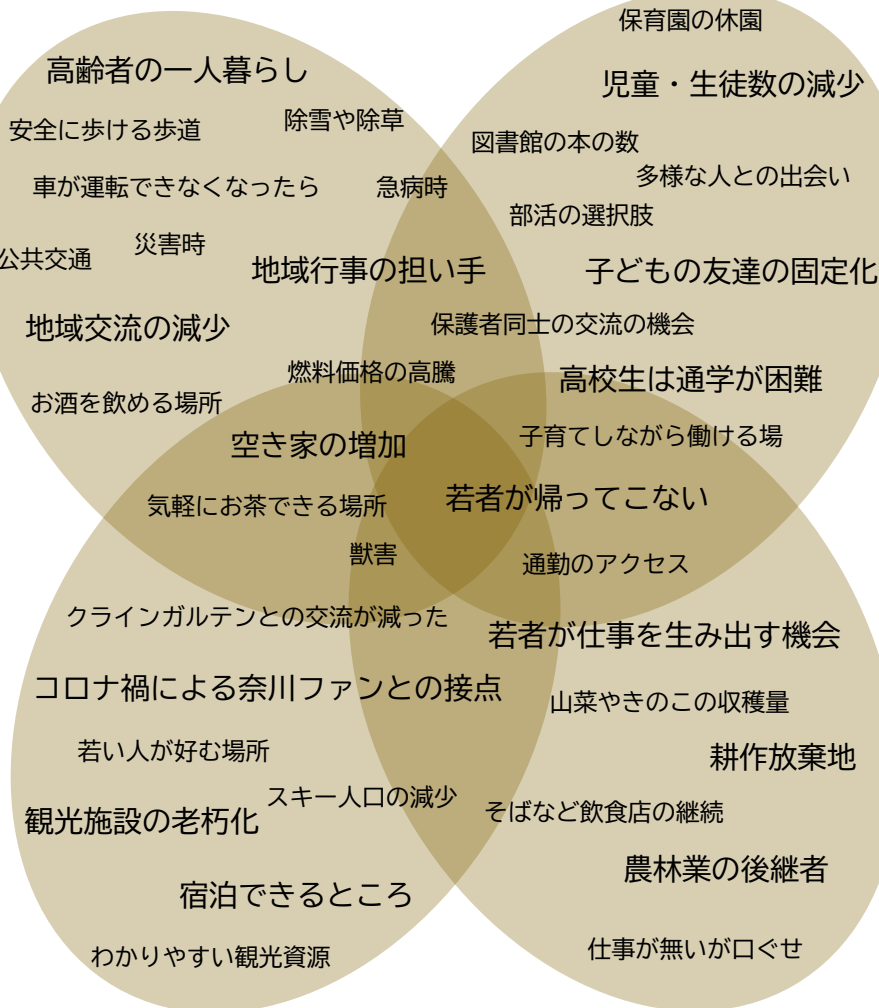 保育園の休園
高齢者の一人暮らし
児童・生徒数の減少
除雪や除草
安全に歩ける歩道
図書館の本の数
多様な人との出会い
車が運転できなくなったら
急病時
部活の選択肢
災害時
公共交通
地域行事の担い手
子どもの友達の固定化
地域交流の減少
保護者同士の交流の機会
燃料価格の高騰
高校生は通学が困難
お酒を飲める場所
子育てしながら働ける場
空き家の増加
若者が帰ってこない
気軽にお茶できる場所
獣害
通勤のアクセス
クラインガルテンとの交流が減った
若者が仕事を生み出す機会
コロナ禍による奈川ファンとの接点
山菜やきのこの収穫量
若い人が好む場所
耕作放棄地
スキー人口の減少
観光施設の老朽化
そばなど飲食店の継続
農林業の後継者
宿泊できるところ
わかりやすい観光資源
仕事が無いが口ぐせ